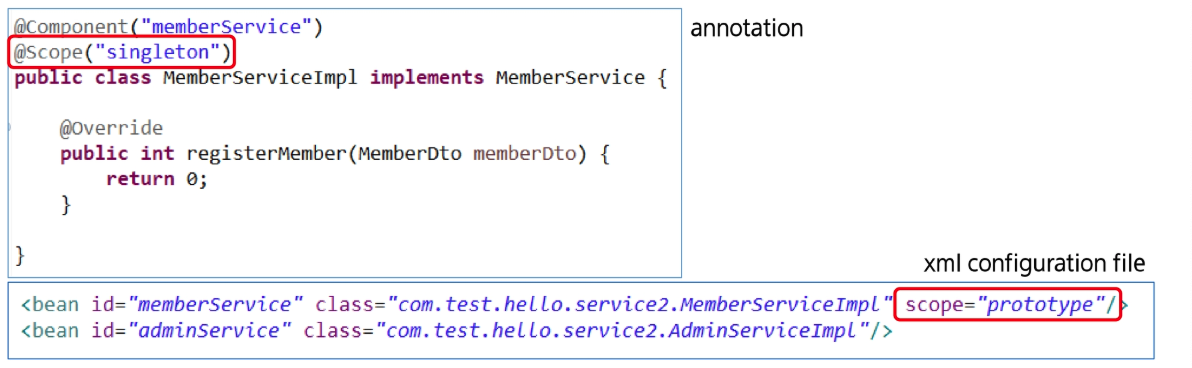 @Component("memberService")
annotation
@Scope("singleton")
public class MemberServiceImpl implements MemberService {
@Override
public int registerMember(MemberDto memberDto) {
return 0;
}
}
xml configuration file
<bean id="memberService" class="com.test.hello.service2.MemberServiceImpl" scope="prototype"/>
<bean id="adminService" class="com.test.hello.service2.AdminServiceImpl"/>